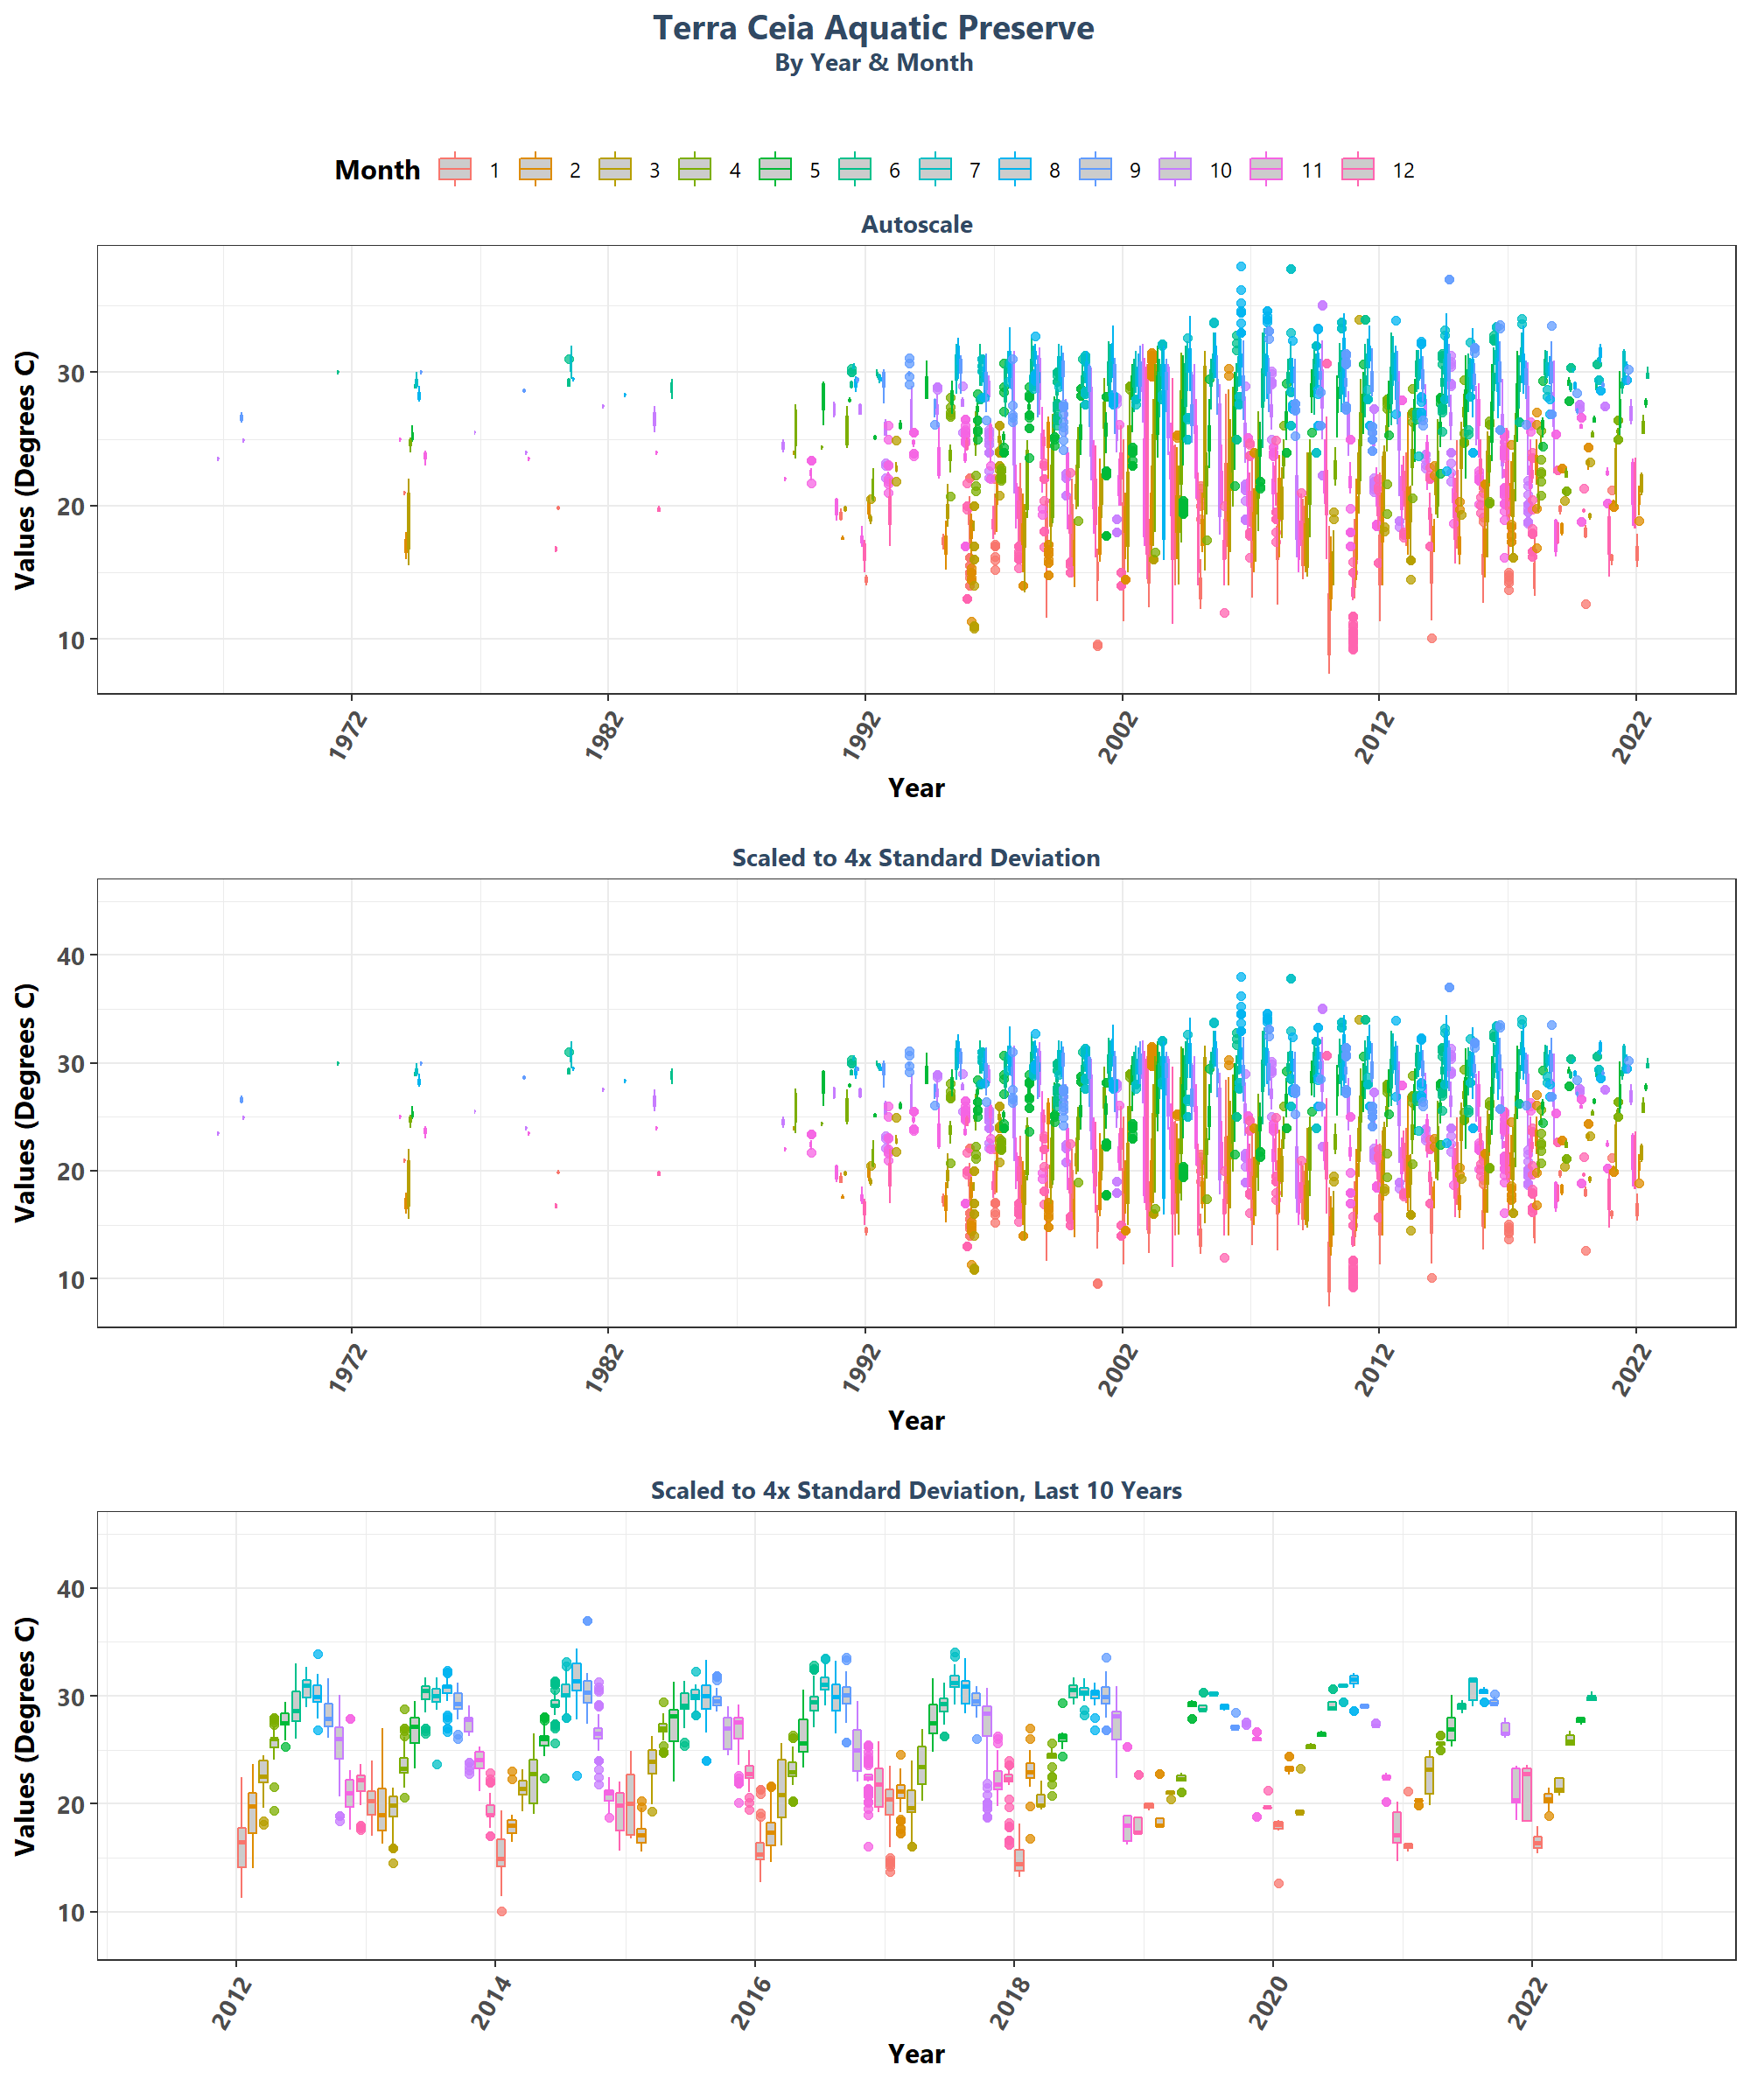 Terra Ceia Aquatic Preserve
By Year & Month
Month 1 2 3 4 5 6 7 8 9 10 11 12
Autoscale
Values (Degrees C)
30
20
10
1972 1982 1992 2002 2012 2022
Year
Scaled to 4x Standard Deviation
Values (Degrees C)
40
30
20
10
1972 1982 1992 2002 2012 2022
Year
Scaled to 4x Standard Deviation, Last 10 Years
Values (Degrees C)
40
30
20
10
2012 2014 2016 2018 2020 2022
Year